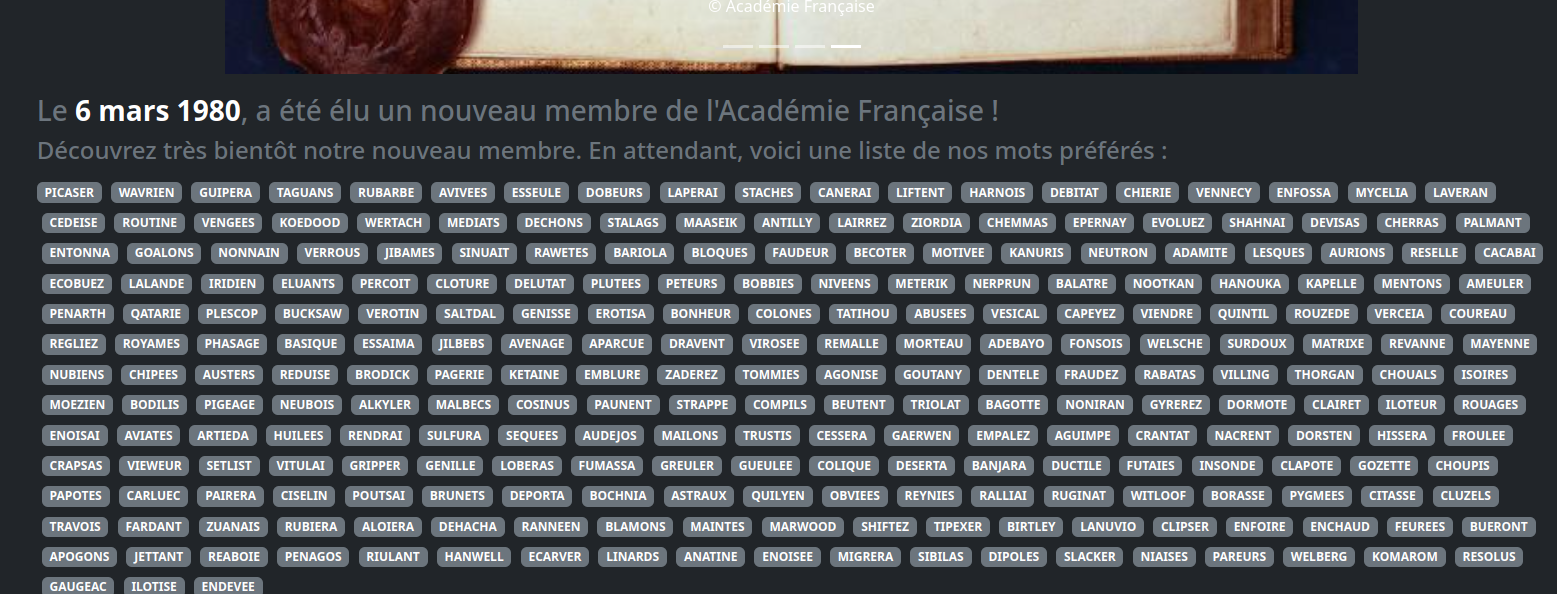 © Académie Française
Le 6 mars 1980, a été élu un nouveau membre de l'Académie Française !
Découvrez très bientôt notre nouveau membre. En attendant, voici une liste de nos mots préférés :
PICASER WAVRIEN GUIPERA TAGUANS RUBARBE AVIVEES ESSEULE DOBEURS LAPERAI STACHES CANERAI LIFTENT HARNOIS DEBITAT CHIERIE VENNECY ENFOSSA MYCELIA LAVERAN
CEDEISE ROUTINE VENGEES KOEDOOD WERTACH MEDIATS DECHONS STALAGS MAASEIK ANTILLY LAIRREZ ZIORDIA CHEMMAS EPERNAY EVOLUEZ SHAHNAI DEVISAS CHERRAS PALMANT
ENTONNA GOALONS NONNAIN VERROUS JIBAMES SINUAIT RAWETES BARIOLA BLOQUES FAUDEUR BECOTER MOTIVEE KANURIS NEUTRON ADAMITE LESQUES AURIONS RESELLE CACABAI
ECOBUEZ LALANDE IRIDIEN ELUANTS PERCOIT CLOTURE DELUTAT PLUTEES PETEURS BOBBIES NIVEENS METERIK NERPRUN BALATRE NOOTKAN HANOUKA KAPELLE MENTONS AMEULER
PENARTH QATARIE PLESCOP BUCKSAW VEROTIN SALTDAL GENISSE EROTISA BONHEUR COLONES TATIHOU ABUSEES VESICAL CAPEYEZ VIENDRE QUINTIL ROUZEDE VERCEIA COUREAU
REGLIEZ ROYAMES PHASAGE BASIQUE ESSAIMA JILBEBS AVENAGE APARCUE DRAVENT VIROSEE REMALLE MORTEAU ADEBAYO FONSOIS WELSCHE SURDOUX MATRIXE REVANNE MAYENNE
NUBIENS CHIPEES AUSTERS REDUISE BRODICK PAGERIE KETAINE EMBLURE ZADEREZ TOMMIES AGONISE GOUTANY DENTELE FRAUDEZ RABATAS VILLING THORGAN CHOUALS ISOIRES
MOEZIEN BODILIS PIGEAGE NEUBOIS ALKYLER MALBECS COSINUS PAUNENT STRAPPE COMPILS BEUTENT TRIOLAT BAGOTTE NONIRAN GYREREZ DORMOTE CLAIRET ILOTEUR ROUAGES
ENOISAI AVIATES ARTIEDA HUILEES RENDRAI SULFURA SEQUEES AUDEJOS MAILONS TRUSTIS CESSERA GAERWEN EMPALEZ AGUIMPE CRANTAT NACRENT DORSTEN HISSERA FROULEE
CRAPSAS VIEWEUR SETLIST VITULAI GRIPPER GENILLE LOBERAS FUMASSA GREULER GUEULEE COLIQUE DESERTA BANJARA DUCTILE FUTAIES INSONDE CLAPOTE GOZETTE CHOUPIS
PAPOTES CARLUEC PAIRERA CISELIN POUTSAI BRUNETS DEPORTA BOCHNIA ASTRAUX QUILYEN OBVIEES REYNIES RALLIAI RUGINAT WITLOOF BORASSE PYGMEES CITASSE CLUZELS
TRAVOIS FARDANT ZUANAIS RUBIERA ALOIERA DEHACHA RANNEEN BLAMONS MAINTES MARWOOD SHIFTEZ TIPEXER BIRTLEY LANUVIO CLIPSER ENFOIRE ENCHAUD FEUREES BUERONT
APOGONS JETTANT REABOIE PENAGOS RIULANT HANWELL ECARVER LINARDS ANATINE ENOISEE MIGRERA SIBILAS DIPOLES SLACKER NIAISES PAREURS WELBERG KOMAROM RESOLUS
GAUGEAC ILOTISE ENDEVEE